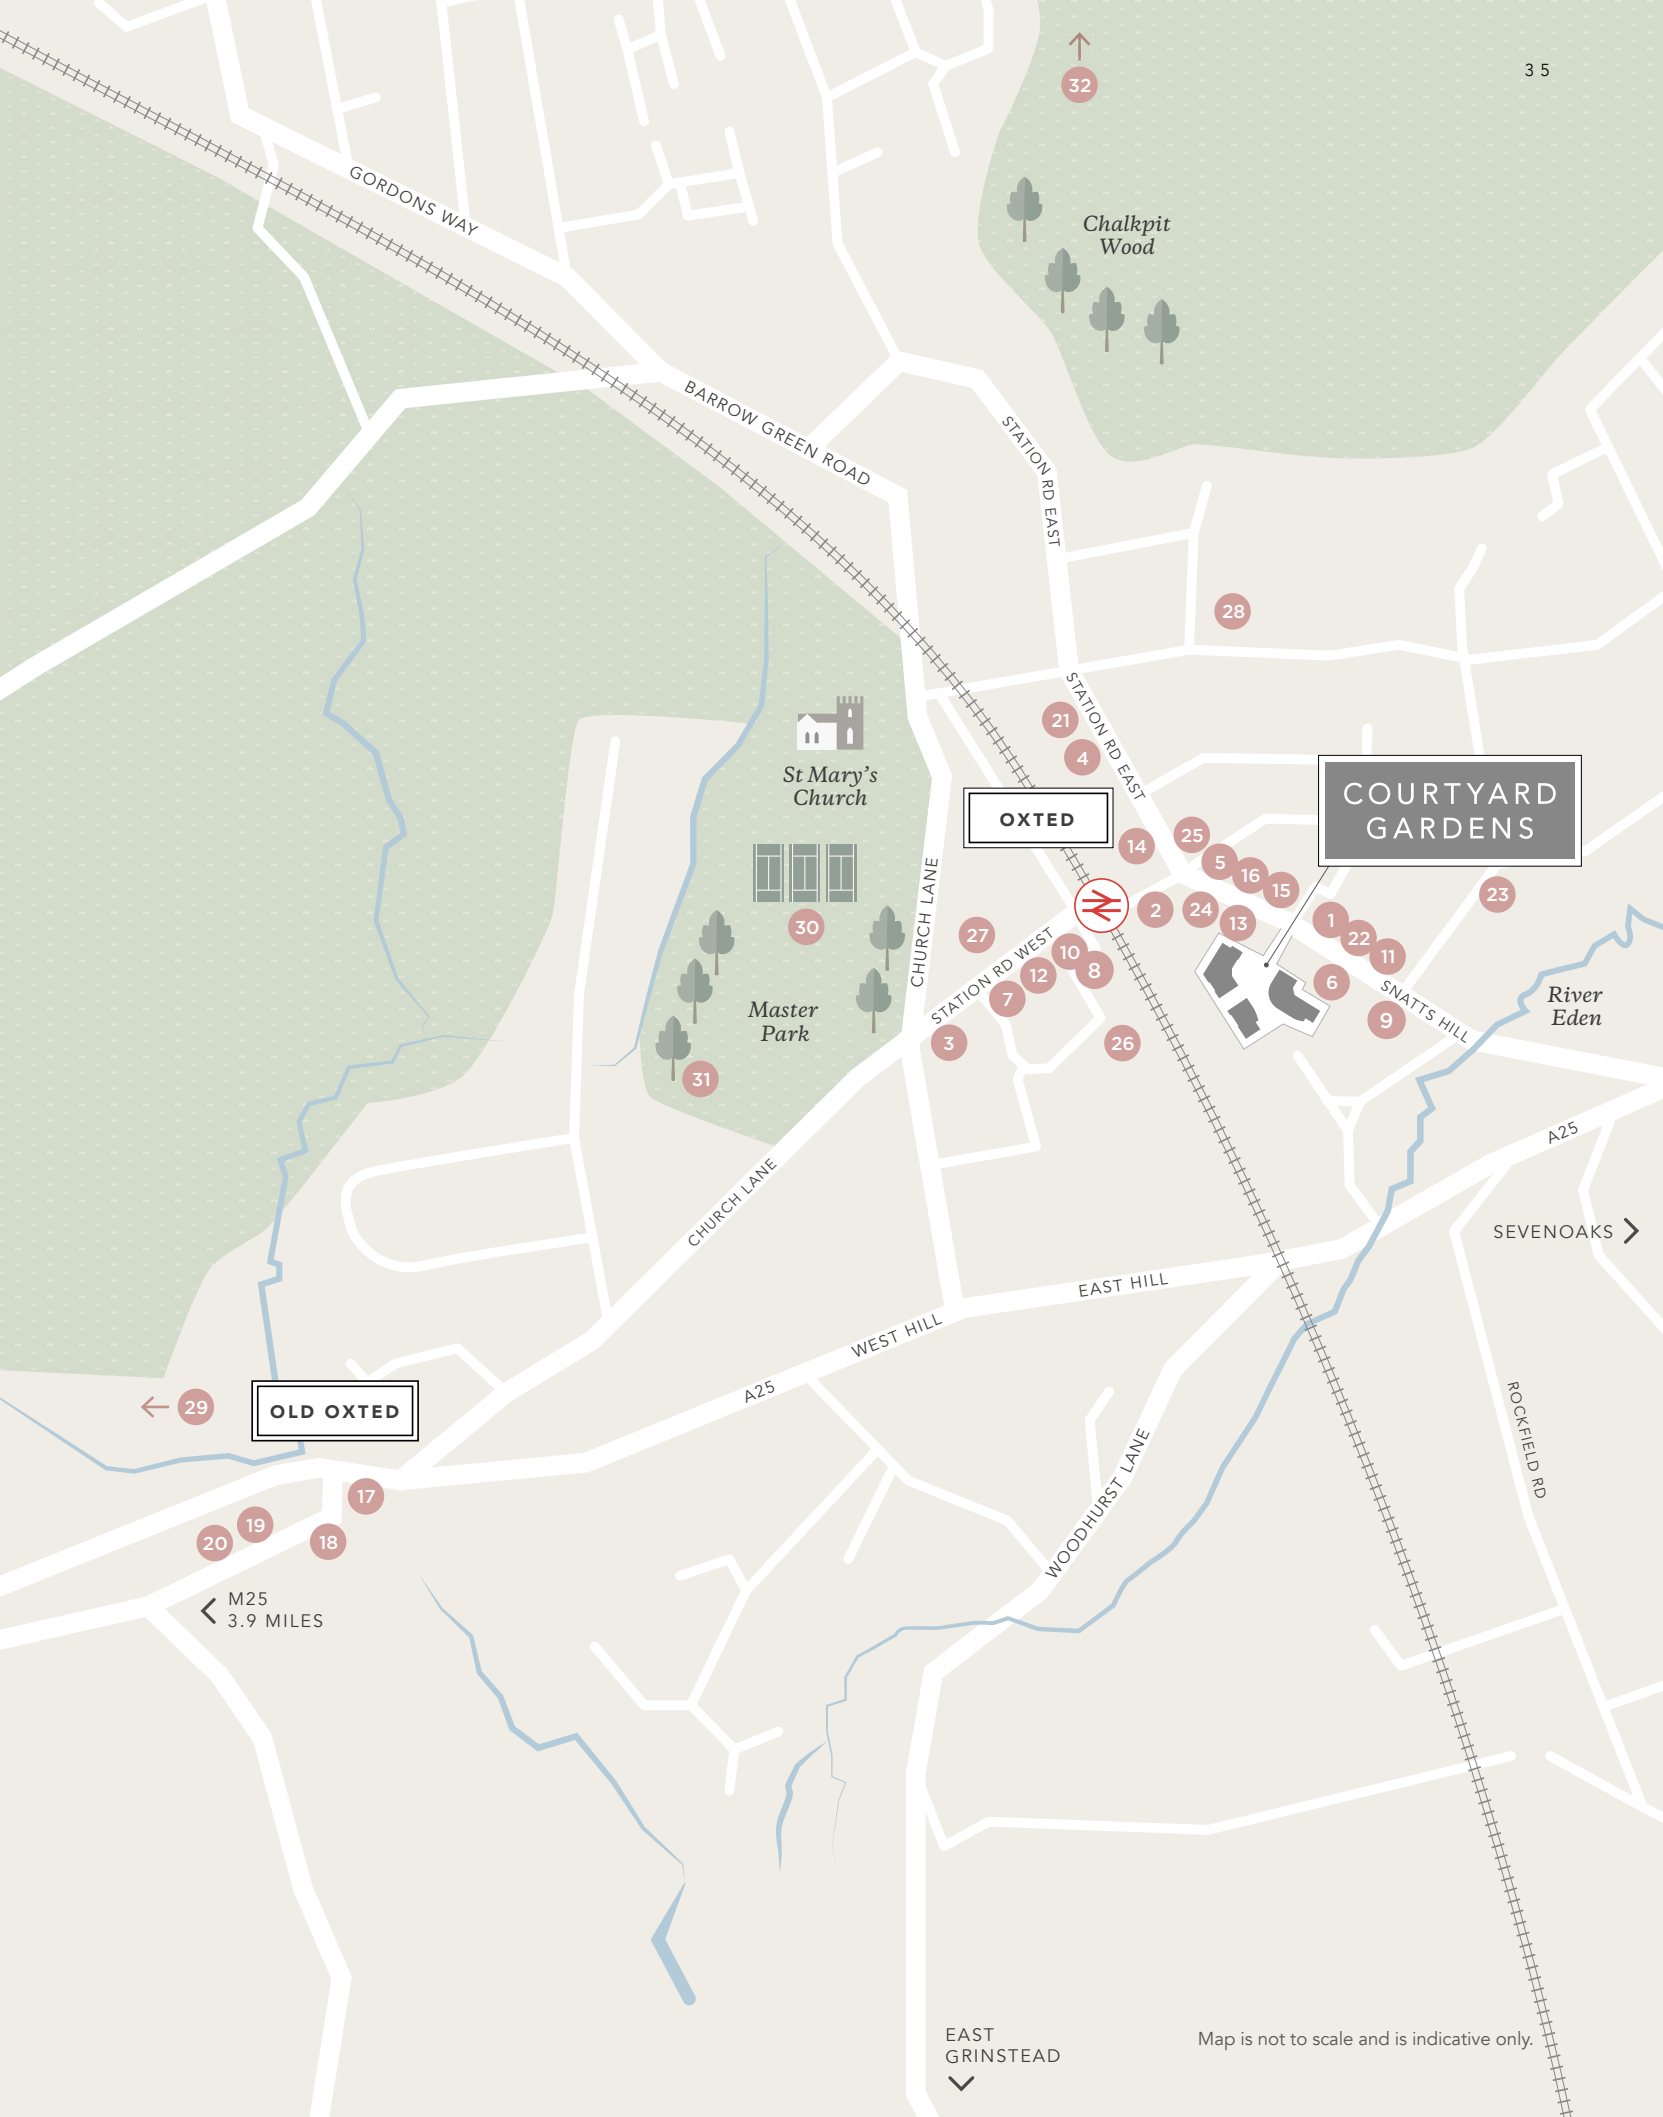 35
32
Chalkpit
Wood
GORDONS WAY
BARROW GREEN ROAD
STATION RD EAST
28
STATION RD EAST
21
4
St Mary's
Church
OXTED
COURTYARD
GARDENS
14
25
5
16
15
23
2
24
13
1
22
11
30
27
CHURCH LANE
STATION RD WEST
10
8
12
7
6
9
SNATTS HILL
River
Eden
Master
Park
3
26
31
A25
CHURCH LANE
SEVENOAKS
EAST HILL
WEST HILL
A25
29
OLD OXTED
ROCKFIELD RD
WOODHURST LANE
17
19
20
18
M25
3.9 MILES
EAST
GRINSTEAD
Map is not to scale and is indicative only.